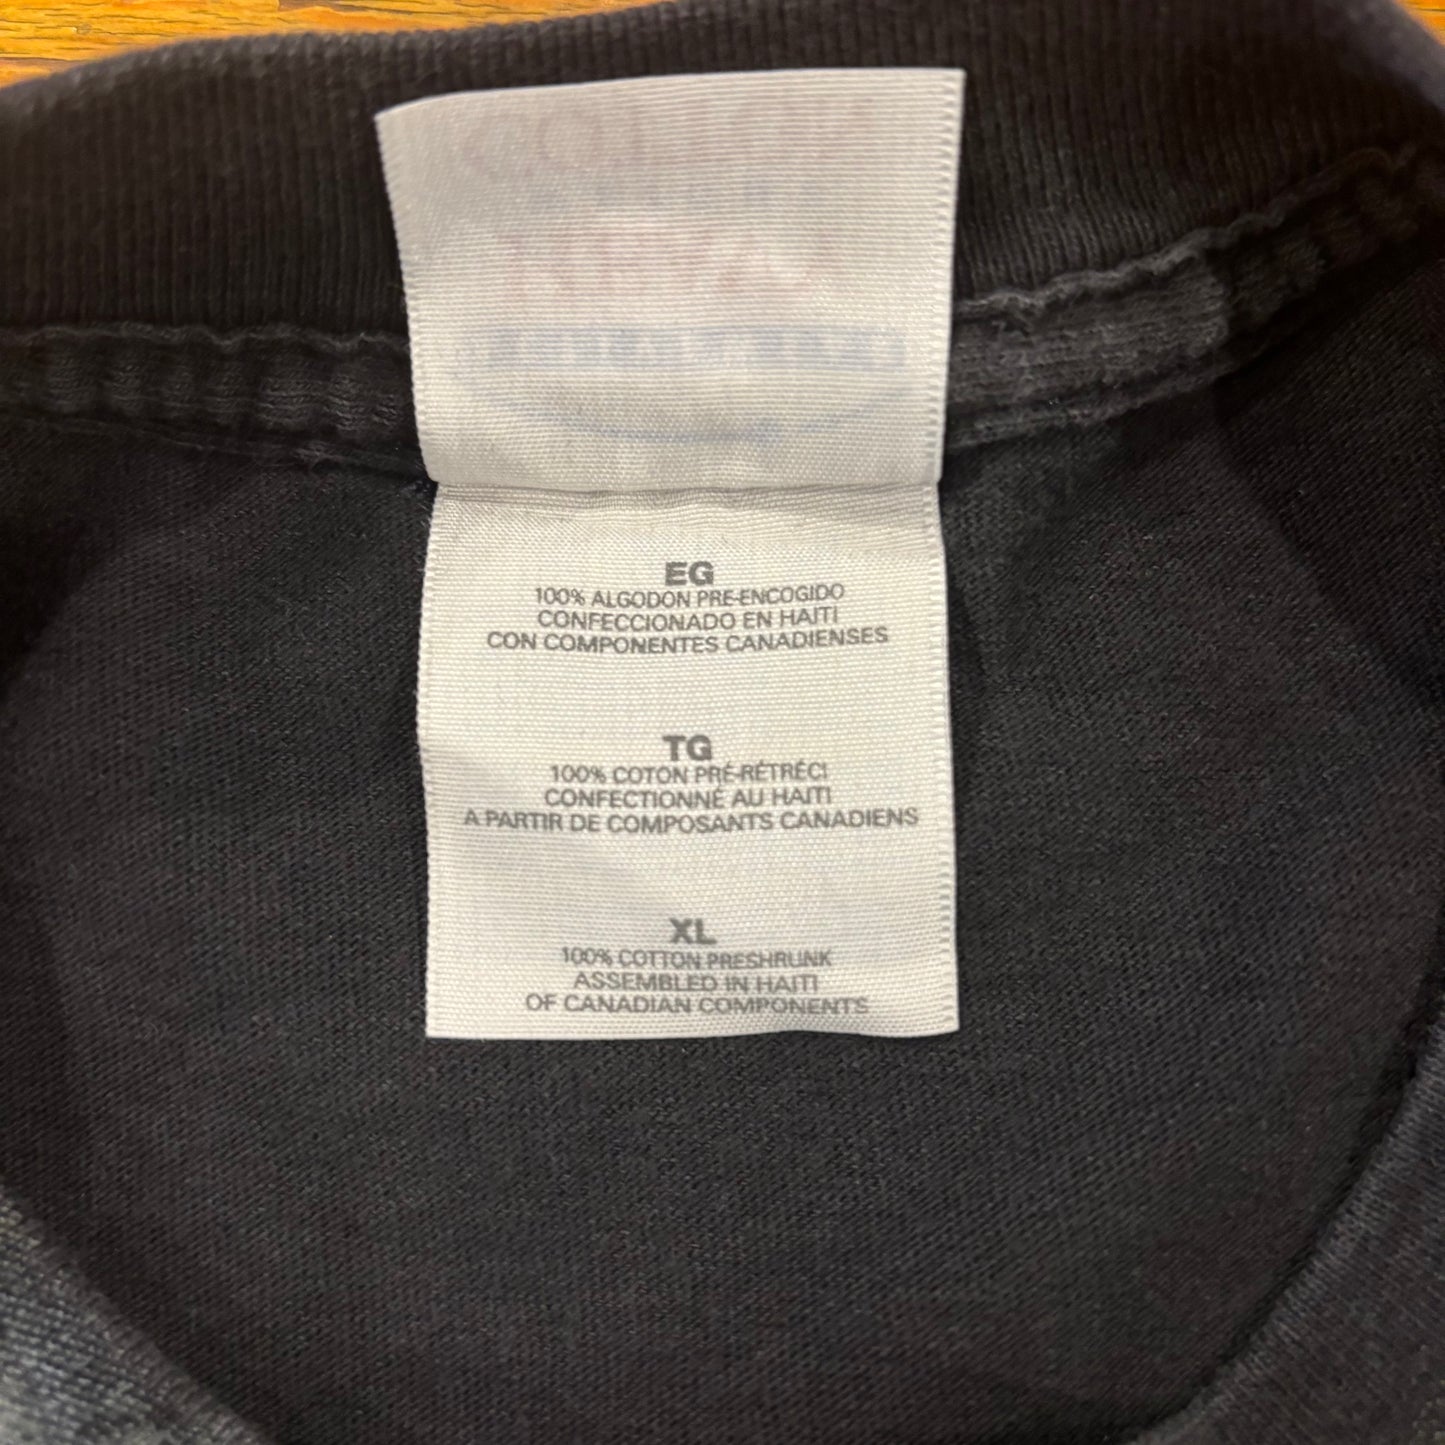 EG
100% ALGODON PRE-ENCOGIDO
CONFECCIONADO EN HAITI
CON COMPONENTES CANADIENSES
TG
100% COTON PRÉ-RÉTRÉCI
CONFECTIONNÉ AU HAITI
A PARTIR DE COMPOSANTS CANADIENS
XL
100% COTTON PRESHRUNK
ASSEMBLED IN HAITI
OF CANADIAN COMPONENTS